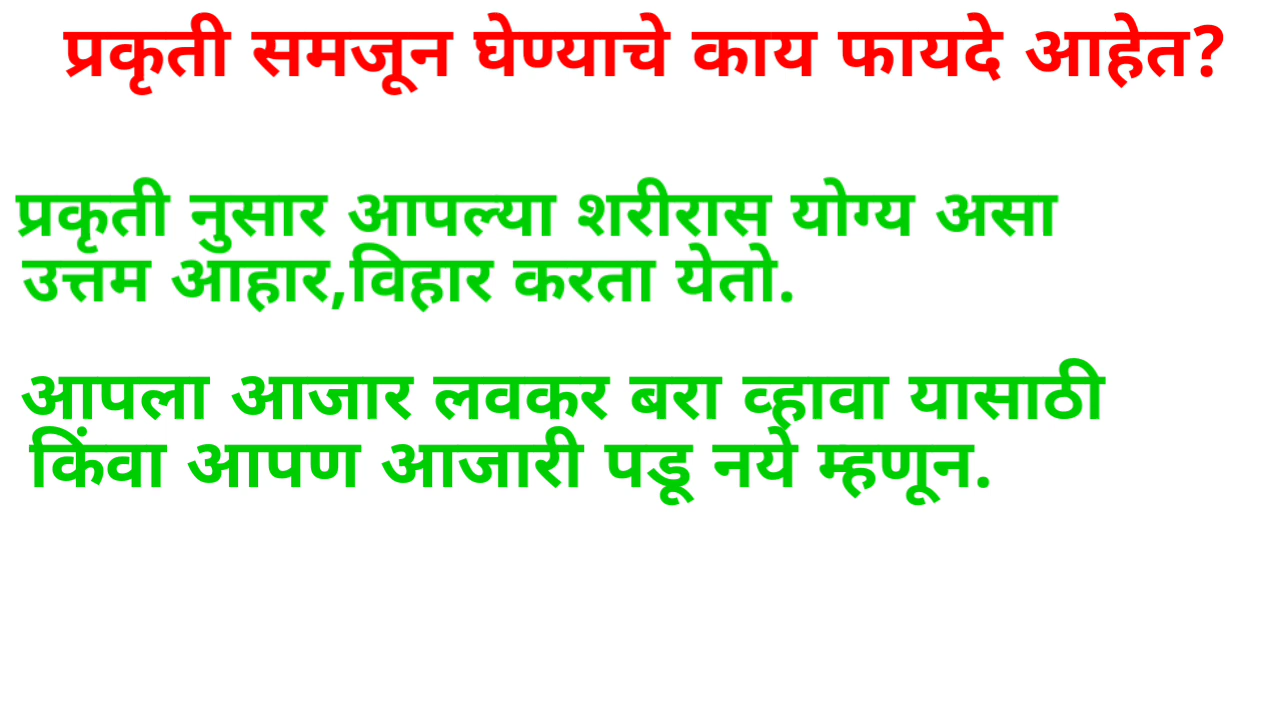 प्रकृती समजून घेण्याचे काय फायदे आहेत?
प्रकृती नुसार आपल्या शरीरास योग्य असा
उत्तम आहार,विहार करता येतो.
आपला आजार लवकर बरा व्हावा यासाठी
किंवा आपण आजारी पडू नये म्हणून.